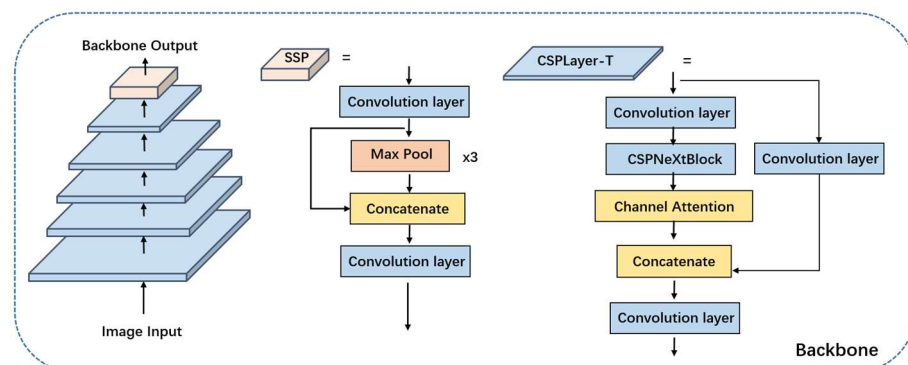 Backbone Output
Image Input
SSP
=
Convolution layer
Max Pool
x3
Concatenate
Convolution layer
CSPLayer-T
=
Convolution layer
CSPNeXtBlock
Convolution layer
Channel Attention
Concatenate
Convolution layer
Backbone